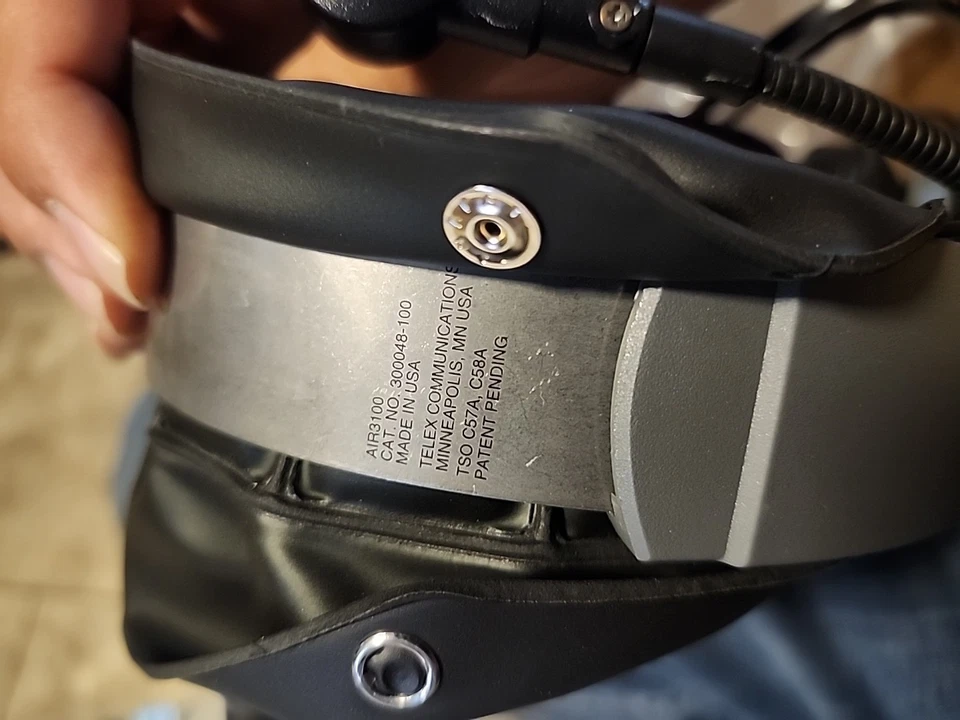 AIR3100
CAT. NO. 300048-100
MADE IN USA
TELEX COMMUNICATIONS
MINNEAPOLIS, MN USA
TSO C57A, C58A
PATENT PENDING